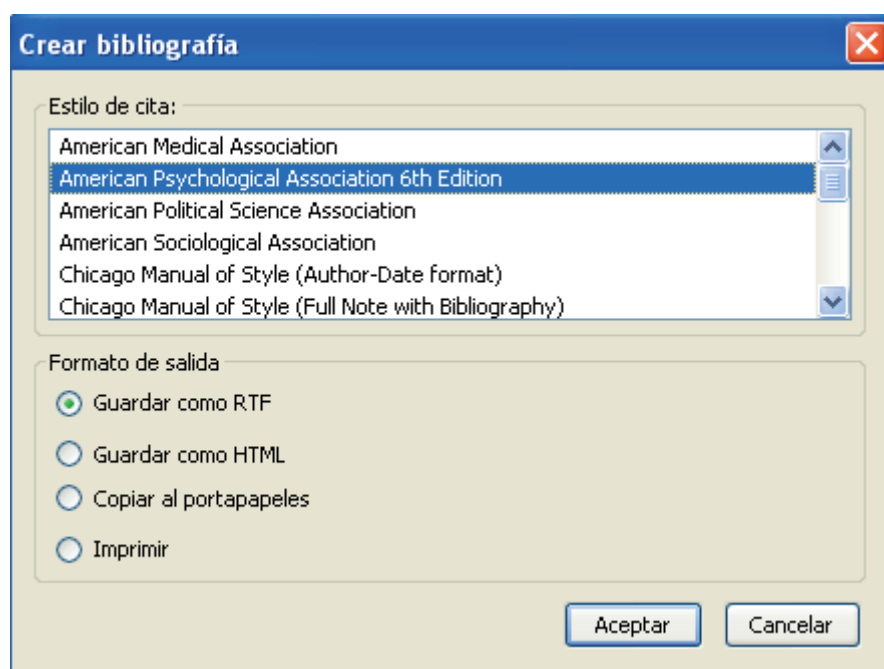 Crear bibliografía
Estilo de cita:
American Medical Association
American Psychological Association 6th Edition
American Political Science Association
American Sociological Association
Chicago Manual of Style (Author-Date format)
Chicago Manual of Style (Full Note with Bibliography)
Formato de salida
Guardar como RTF
Guardar como HTML
Copiar al portapapeles
Imprimir
Aceptar Cancelar